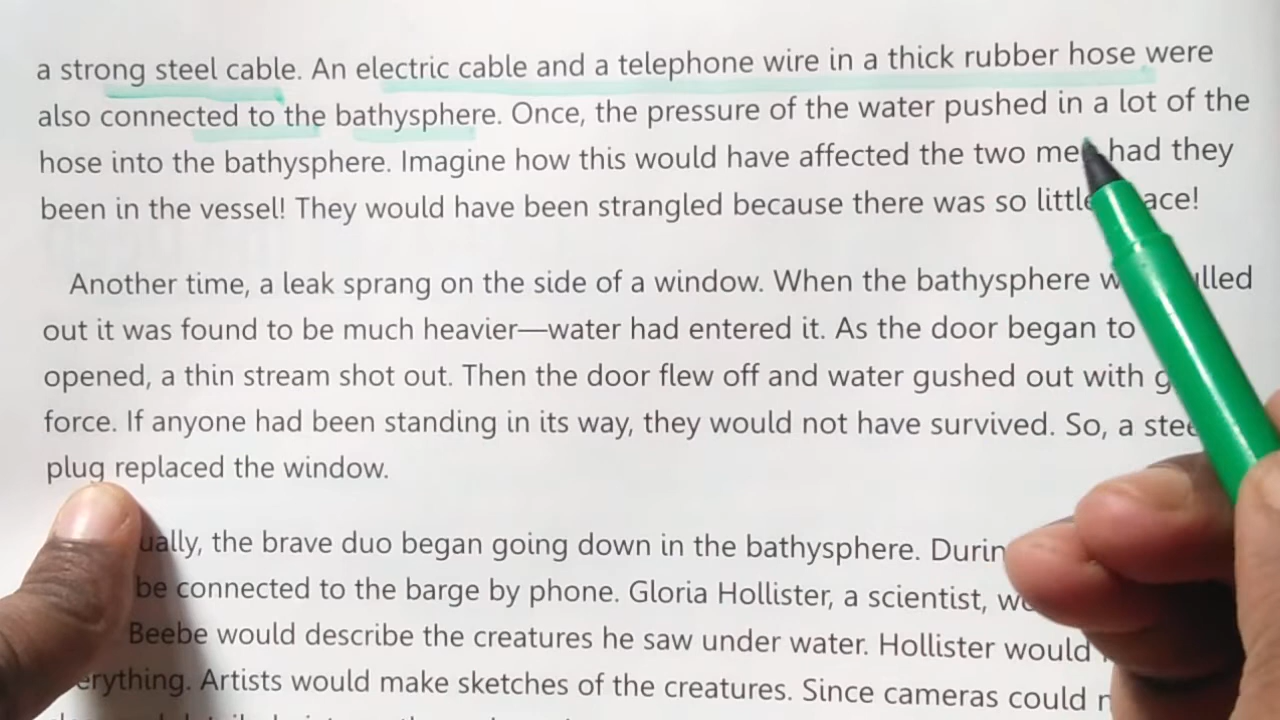 a strong steel cable. An electric cable and a telephone wire in a thick rubber hose were
also connected to the bathysphere. Once, the pressure of the water pushed in a lot of the
hose into the bathysphere. Imagine how this would have affected the two men had they
been in the vessel! They would have been strangled because there was so little space!
Another time, a leak sprang on the side of a window. When the bathysphere
out it was found to be much heavier—water had entered it. As the door began to
opened, a thin stream shot out. Then the door flew off and water gushed out with
force. If anyone had been standing in its way, they would not have survived. So, a steel
plug replaced the window.
the brave duo began going down in the bathysphere.
be connected to the barge by phone. Gloria Hollister, a scientist,
Beebe would describe the creatures he saw under water. Hollister would
Artists would make sketches of the creatures. Since cameras could